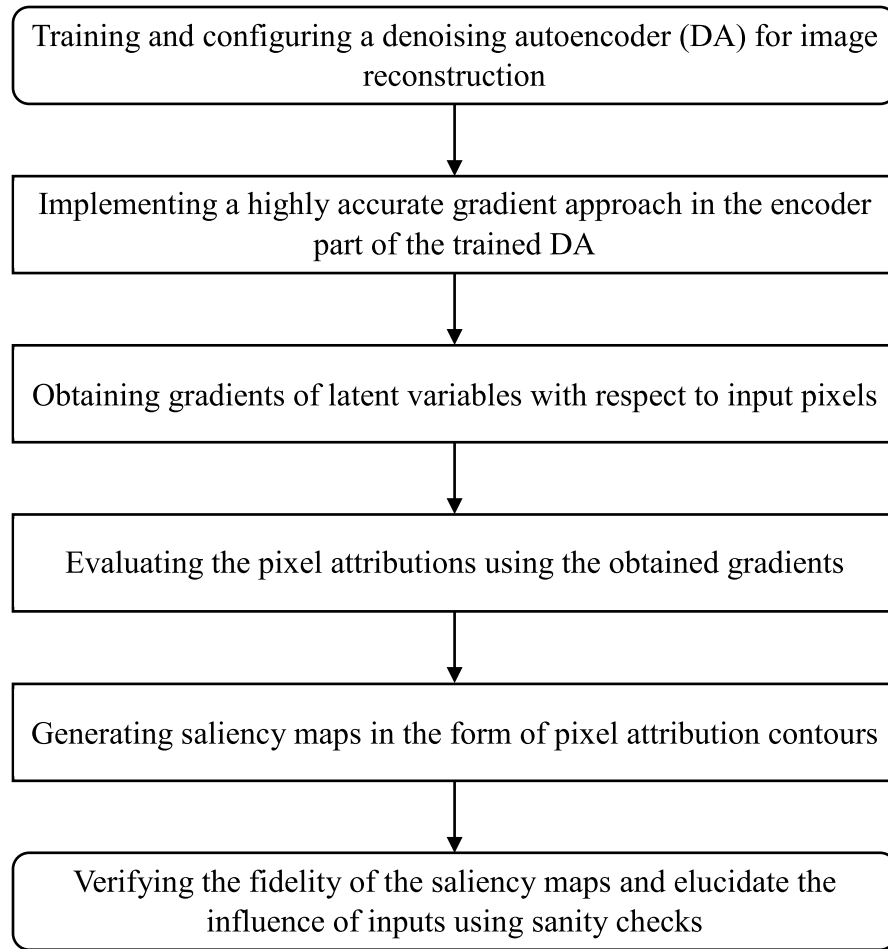 Training and configuring a denoising autoencoder (DA) for image
reconstruction
Implementing a highly accurate gradient approach in the encoder
part of the trained DA
Obtaining gradients of latent variables with respect to input pixels
Evaluating the pixel attributions using the obtained gradients
Generating saliency maps in the form of pixel attribution contours
Verifying the fidelity of the saliency maps and elucidate the
influence of inputs using sanity checks